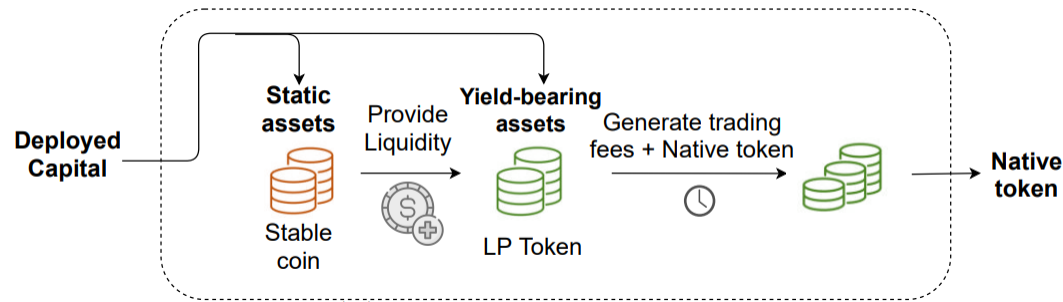 Deployed
Capital
Static
assets
Stable
coin
Provide
Liquidity
$
Yield-bearing
assets
LP Token
Generate trading
fees + Native token
Native
token